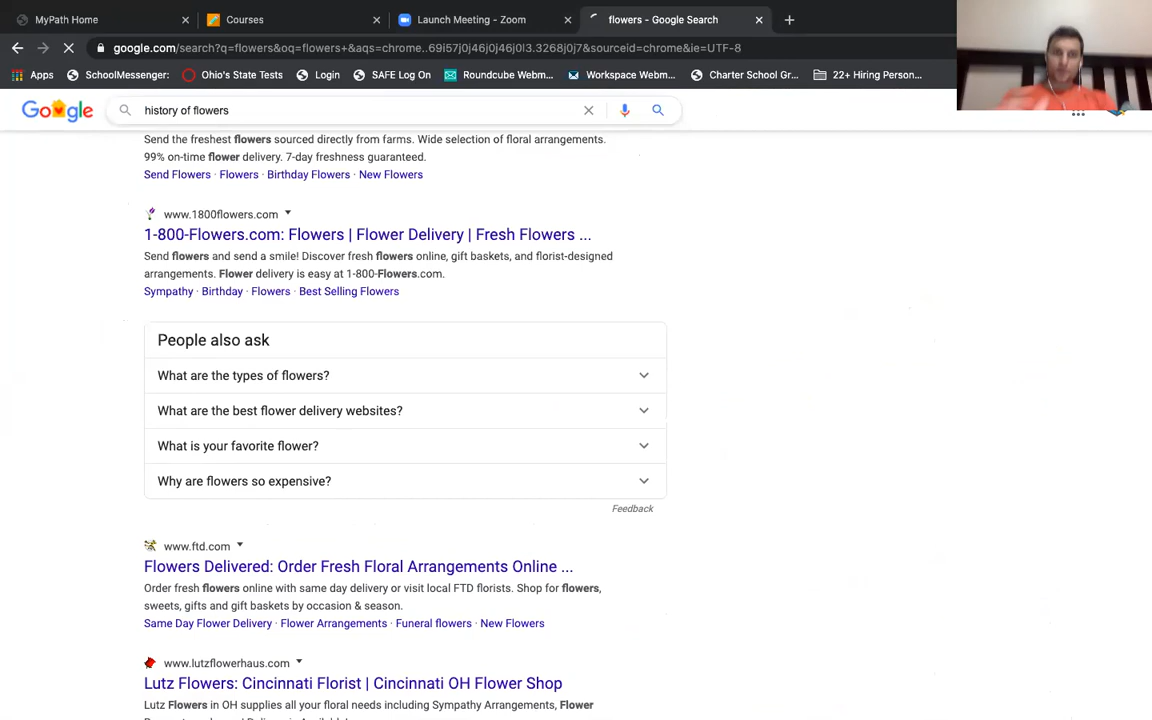 MyPath Home
Courses
Launch Meeting - Zoom
flowers - Google Search
google.com/search?q=flowers&oq=flowers+&aqs=chrome..69i57j0j46j0j46j0l3.3268j0j7&sourceid=chrome&ie=UTF-8
Apps SchoolMessenger: Ohio's State Tests Login SAFE Log On Roundcube Webm... Workspace Webm... Charter School Gr... 22+ Hiring Person...
Google history of flowers
Send the freshest flowers sourced directly from farms. Wide selection of floral arrangements.
99% on-time flower delivery. 7-day freshness guaranteed.
Send Flowers · Flowers · Birthday Flowers · New Flowers
www.1800flowers.com
1-800-Flowers.com: Flowers | Flower Delivery | Fresh Flowers ...
Send flowers and send a smile! Discover fresh flowers online, gift baskets, and florist-designed
arrangements. Flower delivery is easy at 1-800-Flowers.com.
Sympathy · Birthday · Flowers · Best Selling Flowers
People also ask
What are the types of flowers?
What are the best flower delivery websites?
What is your favorite flower?
Why are flowers so expensive?
Feedback
www.ftd.com
Flowers Delivered: Order Fresh Floral Arrangements Online ...
Order fresh flowers online with same day delivery or visit local FTD florists. Shop for flowers,
sweets, gifts and gift baskets by occasion & season.
Same Day Flower Delivery · Flower Arrangements · Funeral flowers · New Flowers
www.lutzflowerhaus.com
Lutz Flowers: Cincinnati Florist | Cincinnati OH Flower Shop
Lutz Flowers in OH supplies all your floral needs including Sympathy Arrangements, Flower